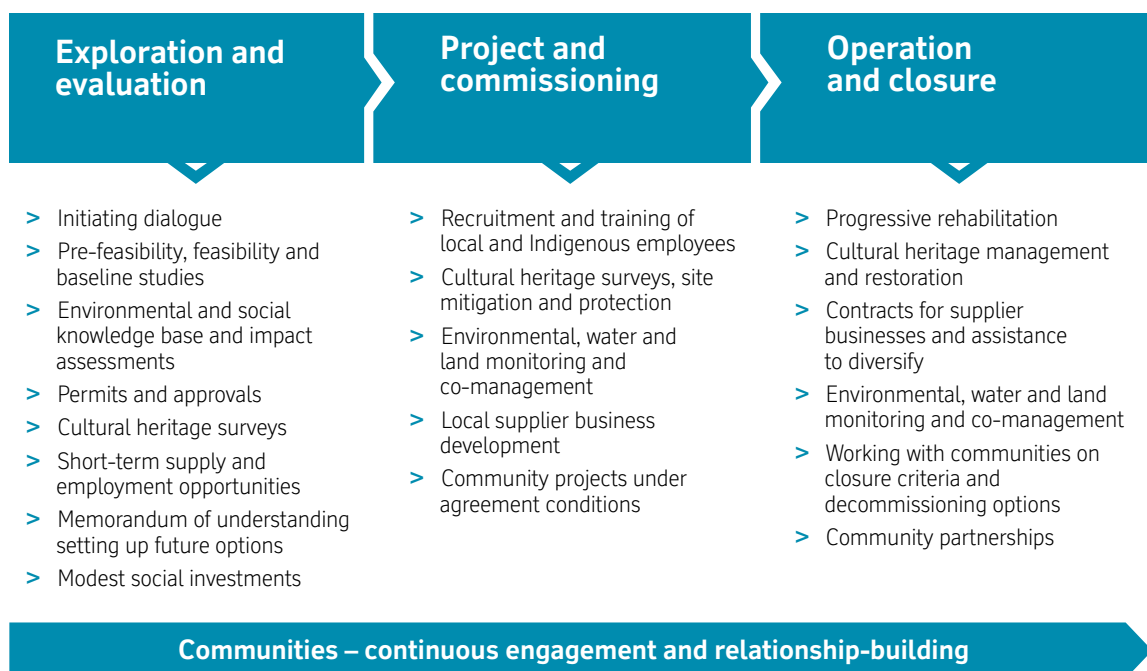 Exploration and
evaluation
> Initiating dialogue
> Pre-feasibility, feasibility and
baseline studies
> Environmental and social
knowledge base and impact
assessments
> Permits and approvals
> Cultural heritage surveys
> Short-term supply and
employment opportunities
> Memorandum of understanding
setting up future options
> Modest social investments
Project and
commissioning
> Recruitment and training of
local and Indigenous employees
> Cultural heritage surveys, site
mitigation and protection
> Environmental, water and
land monitoring and
co-management
> Local supplier business
development
> Community projects under
agreement conditions
Operation
and closure
> Progressive rehabilitation
> Cultural heritage management
and restoration
> Contracts for supplier
businesses and assistance
to diversify
> Environmental, water and land
monitoring and co-management
> Working with communities on
closure criteria and
decommissioning options
> Community partnerships
Communities – continuous engagement and relationship-building